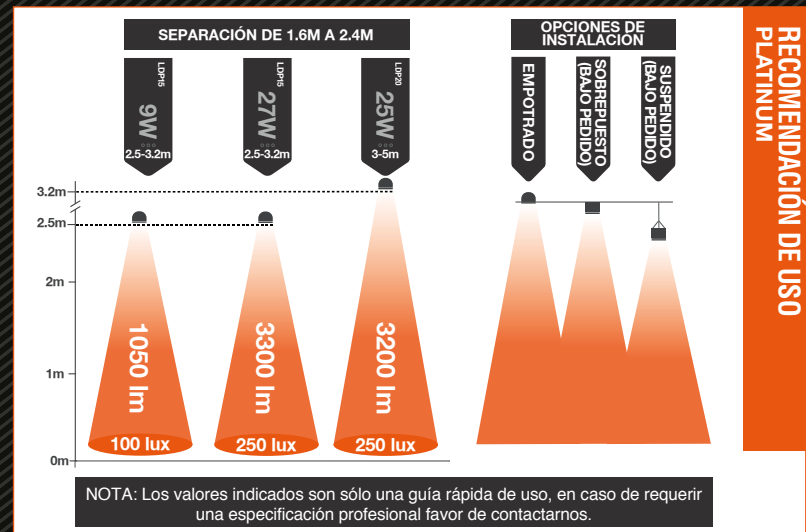 SEPARACIÓN DE 1.6M A 2.4M
LDP15
9W
2.5-3.2m
LDP15
27W
2.5-3.2m
LDP20
25W
3-5m
3.2m
2.5m
2m
1m
0m
1050 lm
100 lux
3300 lm
250 lux
3200 lm
250 lux
OPCIONES DE
INSTALACIÓN
EMPOTRADO
SOBREPUESTO
(BAJO PEDIDO)
SUSPENDIDO
(BAJO PEDIDO)
RECOMENDACIÓN DE USO
PLATINUM
NOTA: Los valores indicados son sólo una guía rápida de uso, en caso de requerir
una especificación profesional favor de contactarnos.